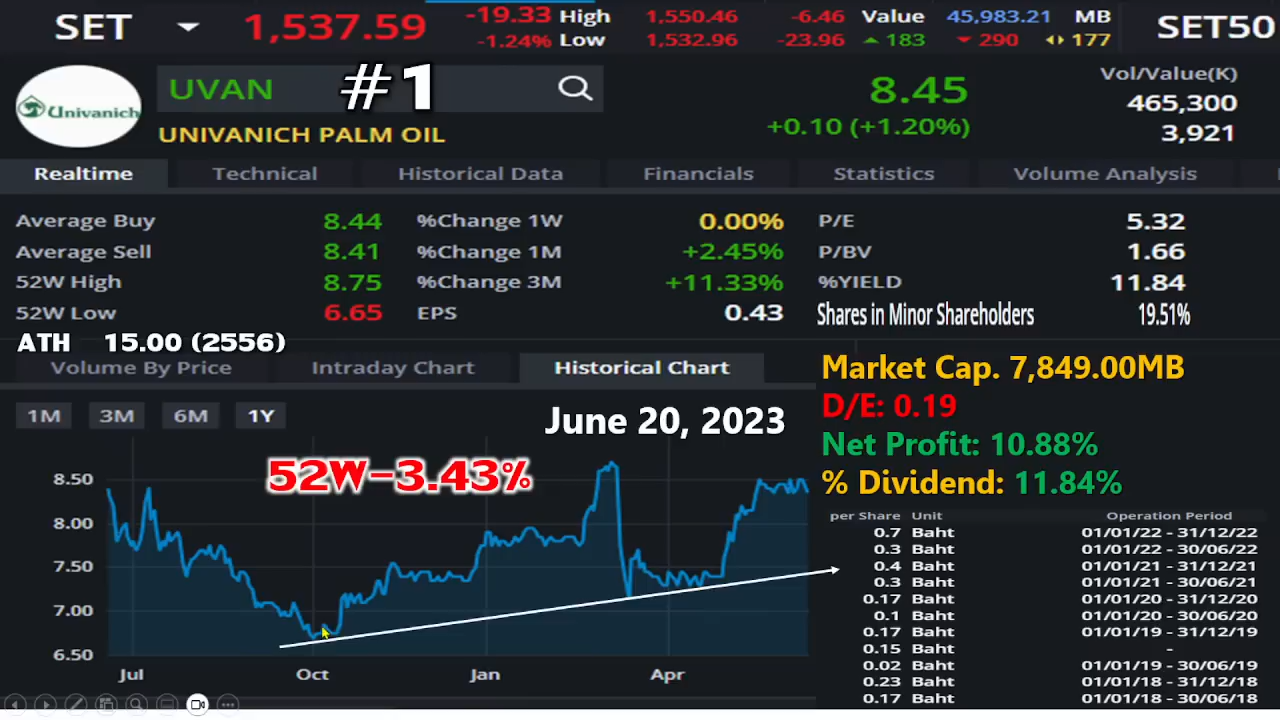 SET 1,537.59 -19.33 High 1,550.46 -6.46 Value 45,983.21 MB SET50
-1.24% Low 1,532.96 -23.96 183 290 177
Univanich UVAN #1 8.45 Vol/Value(K)
465,300
UNIVANICH PALM OIL +0.10 (+1.20%) 3,921
Realtime Technical Historical Data Financials Statistics Volume Analysis
Average Buy 8.44 %Change 1W 0.00% P/E 5.32
Average Sell 8.41 %Change 1M +2.45% P/BV 1.66
52W High 8.75 %Change 3M +11.33% %YIELD 11.84
52W Low 6.65 EPS 0.43 Shares in Minor Shareholders 19.51%
ATH 15.00 (2556)
Volume By Price Intraday Chart Historical Chart Market Cap. 7,849.00MB
1M 3M 6M 1Y June 20, 2023 D/E: 0.19
Net Profit: 10.88%
52W-3.43% % Dividend: 11.84%
8.50
8.00
7.50
7.00
6.50
Jul Oct Jan Apr
per Share Unit Operation Period
0.7 Baht 01/01/22 - 31/12/22
0.3 Baht 01/01/22 - 30/06/22
0.4 Baht 01/01/21 - 31/12/21
0.3 Baht 01/01/21 - 30/06/21
0.17 Baht 01/01/20 - 31/12/20
0.1 Baht 01/01/20 - 30/06/20
0.17 Baht 01/01/19 - 31/12/19
0.15 Baht -
0.02 Baht 01/01/19 - 30/06/19
0.23 Baht 01/01/18 - 31/12/18
0.17 Baht 01/01/18 - 30/06/18